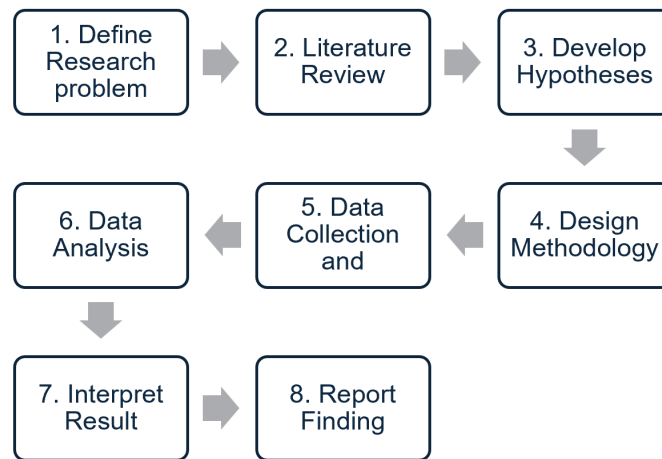 1. Define
Research
problem
2. Literature
Review
3. Develop
Hypotheses
4. Design
Methodology
5. Data
Collection
and
6. Data
Analysis
7. Interpret
Result
8. Report
Finding